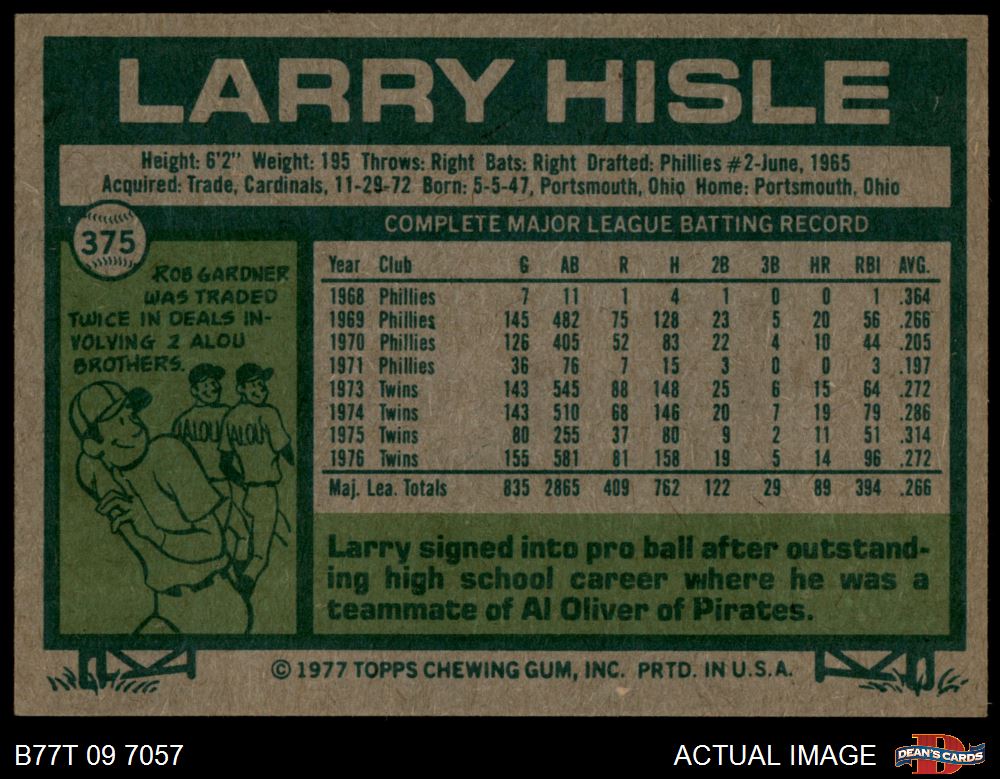 LARRY HISLE
Height: 6'2" Weight: 195 Throws: Right Bats: Right Drafted: Phillies #2-June, 1965
Acquired: Trade, Cardinals, 11-29-72 Born: 5-5-47, Portsmouth, Ohio Home: Portsmouth, Ohio
375
ROB GARDNER
WAS TRADED
TWICE IN DEALS IN-
VOLVING 2 ALOU
BROTHERS.
ALOU ALOU
COMPLETE MAJOR LEAGUE BATTING RECORD
Year Club G AB R H 2B 3B HR RBI AVG.
1968 Phillies 7 11 1 4 1 0 0 1 .364
1969 Phillies 145 482 75 128 23 5 20 56 .266
1970 Phillies 126 405 52 83 22 4 10 44 .205
1971 Phillies 36 76 7 15 3 0 0 3 .197
1973 Twins 143 545 88 148 25 6 15 64 .272
1974 Twins 143 510 68 146 20 7 19 79 .286
1975 Twins 80 255 37 80 9 2 11 51 .314
1976 Twins 155 581 81 158 19 5 14 96 .272
Maj. Lea. Totals 835 2865 409 762 122 29 89 394 .266
Larry signed into pro ball after outstand-
ing high school career where he was a
teammate of Al Oliver of Pirates.
© 1977 TOPPS CHEWING GUM, INC. PRTD. IN U.S.A.
B77T 09 7057
ACTUAL IMAGE
D
DEAN'S CARDS